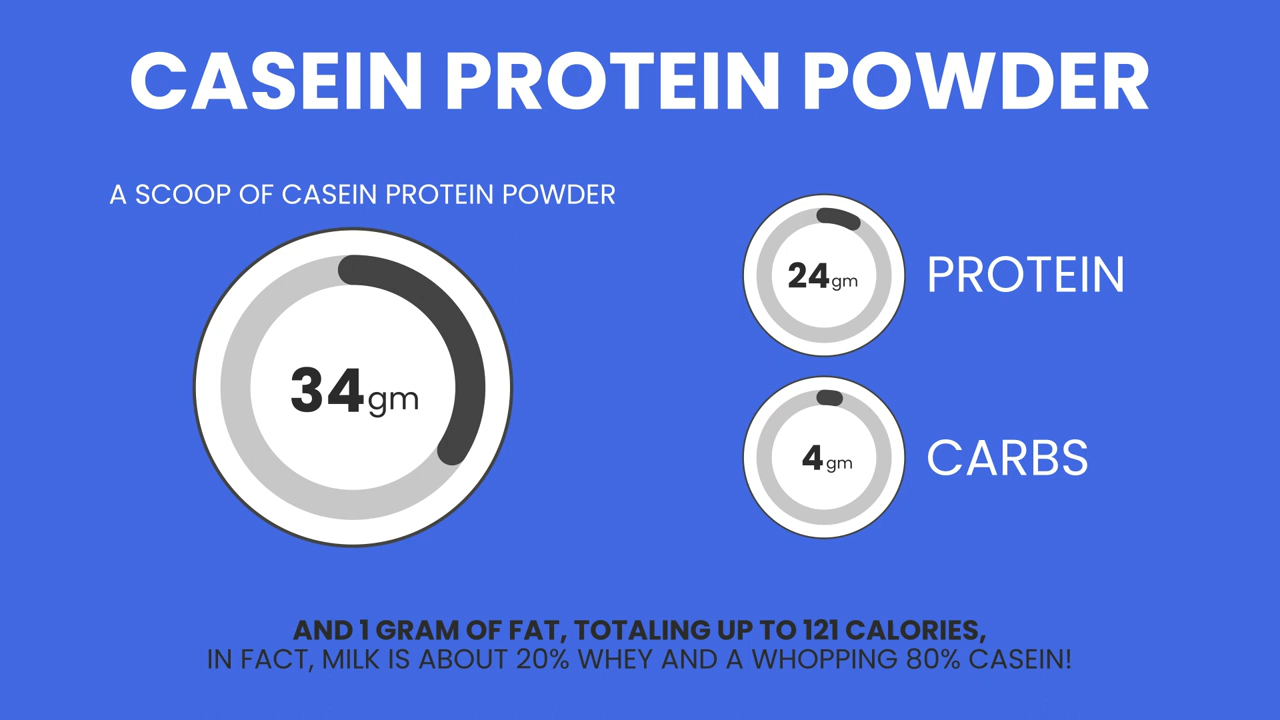 CASEIN PROTEIN POWDER
A SCOOP OF CASEIN PROTEIN POWDER
34gm
24gm
PROTEIN
4gm
CARBS
AND 1 GRAM OF FAT, TOTALING UP TO 121 CALORIES,
IN FACT, MILK IS ABOUT 20% WHEY AND A WHOPPING 80% CASEIN!